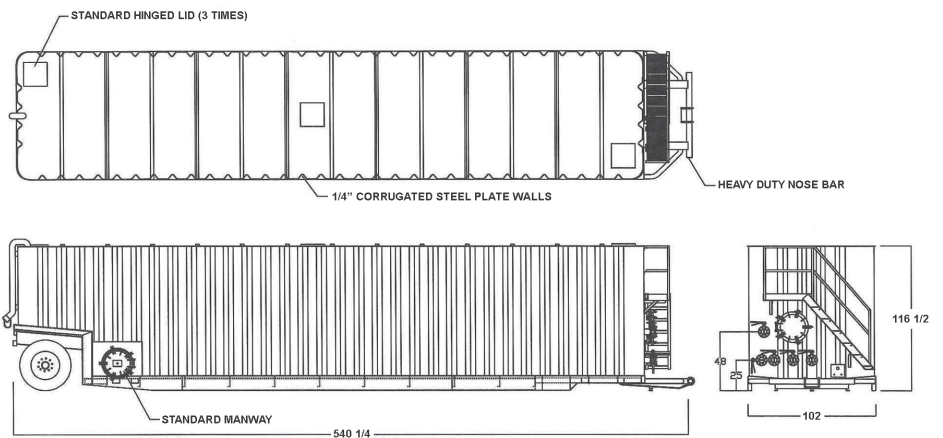 STANDARD HINGED LID (3 TIMES)
HEAVY DUTY NOSE BAR
1/4" CORRUGATED STEEL PLATE WALLS
116 1/2
48
25
102
STANDARD MANWAY
540 1/4